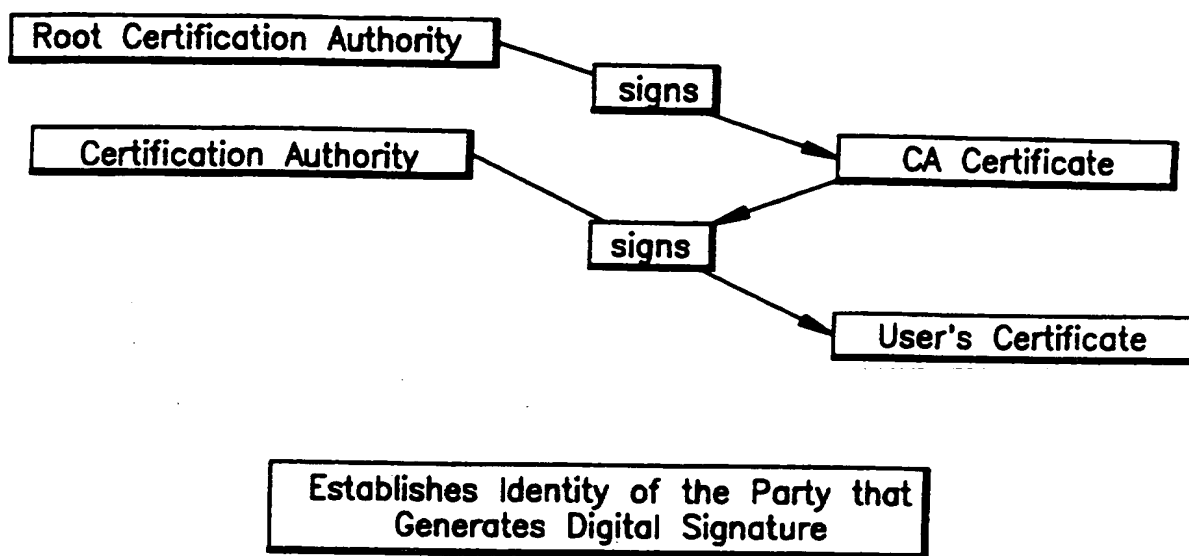 Root Certification Authority
signs
Certification Authority
CA Certificate
signs
User's Certificate
Establishes Identity of the Party that
Generates Digital Signature